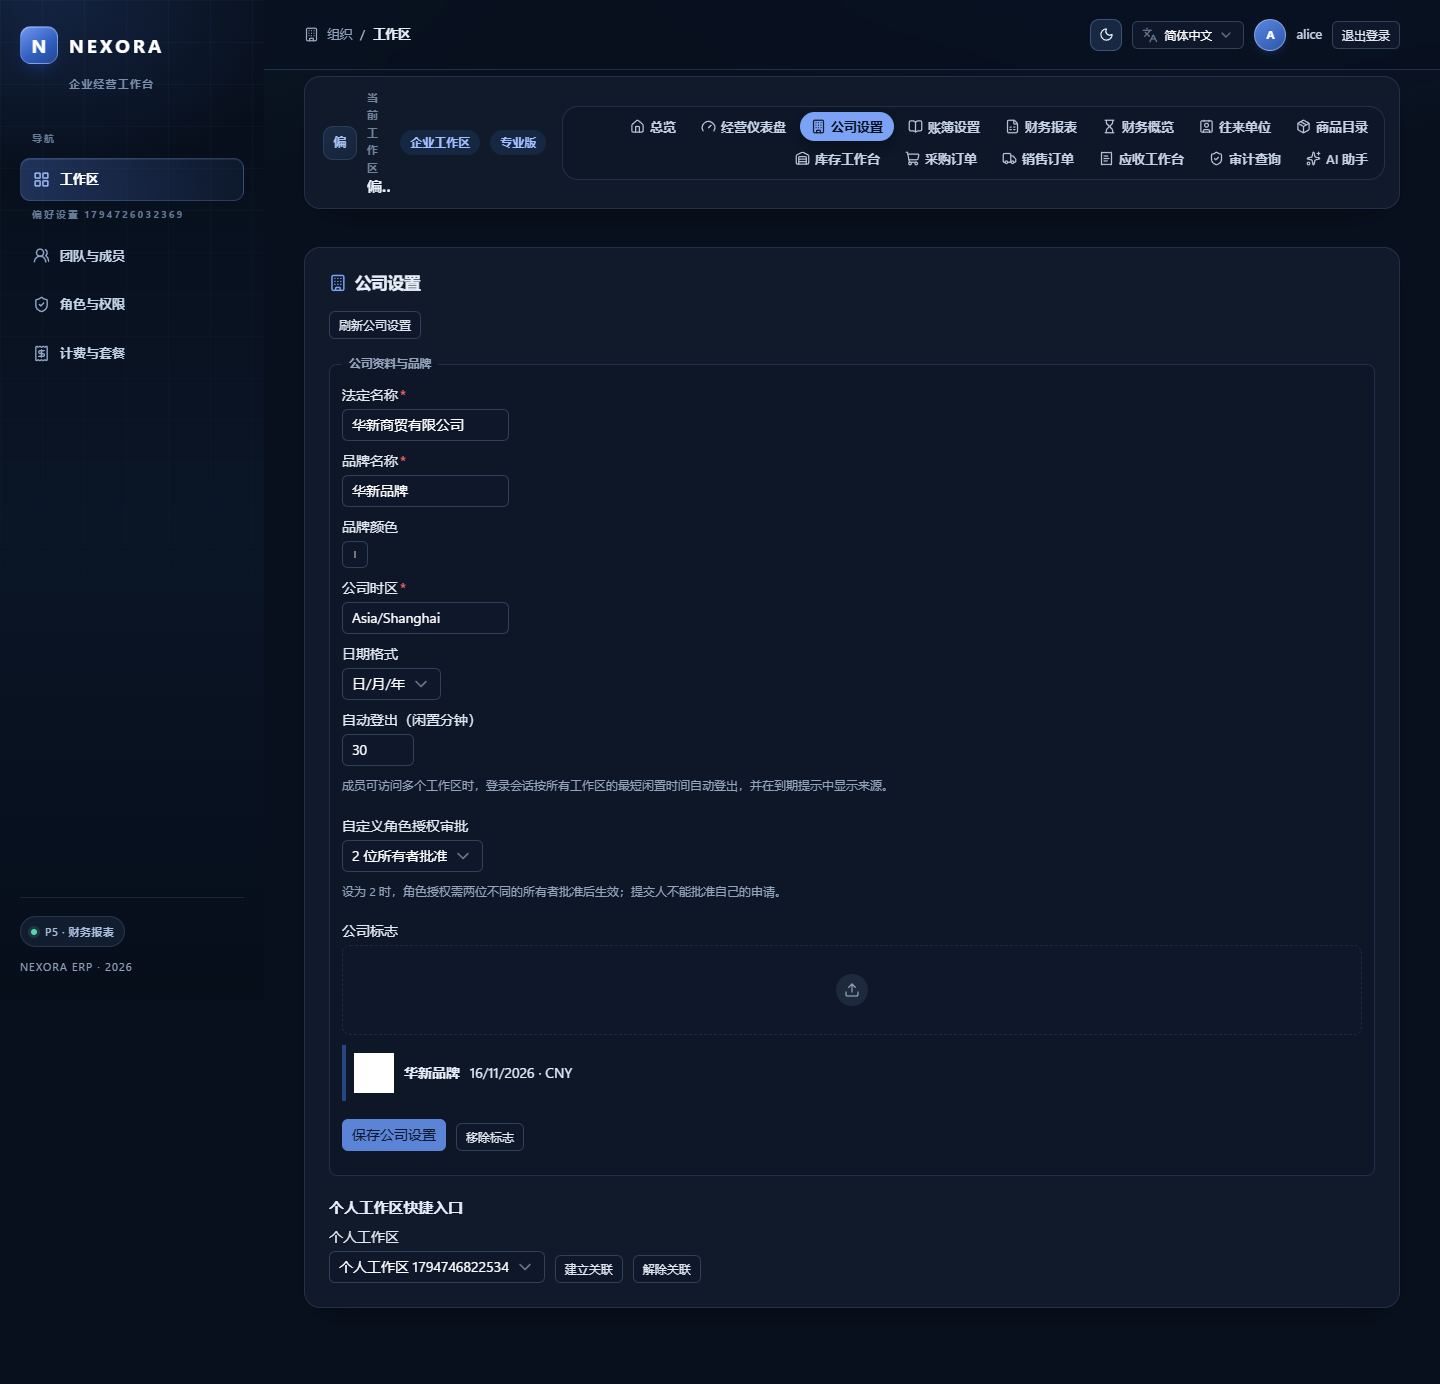 N NEXORA
企业经营工作台
导航
工作区
偏好设置 1794726032369
团队与成员
角色与权限
计费与套餐
P5 · 财务报表
NEXORA ERP · 2026
组织 / 工作区
简体中文
A
alice
退出登录
偏
当前工作区
偏..
企业工作区
专业版
总览
经营仪表盘
公司设置
账簿设置
财务报表
财务概览
往来单位
商品目录
库存工作台
采购订单
销售订单
应收工作台
审计查询
AI 助手
公司设置
刷新公司设置
公司资料与品牌
法定名称*
华新商贸有限公司
品牌名称*
华新品牌
品牌颜色
公司时区*
Asia/Shanghai
日期格式
日/月/年
自动登出（闲置分钟）
30
成员可访问多个工作区时，登录会话按所有工作区的最短闲置时间自动登出，并在到期提示中显示来源。
自定义角色授权审批
2 位所有者批准
设为 2 时，角色授权需两位不同的所有者批准后生效；提交人不能批准自己的申请。
公司标志
华新品牌 16/11/2026 · CNY
保存公司设置
移除标志
个人工作区快捷入口
个人工作区
个人工作区 1794746822534
建立关联
解除关联